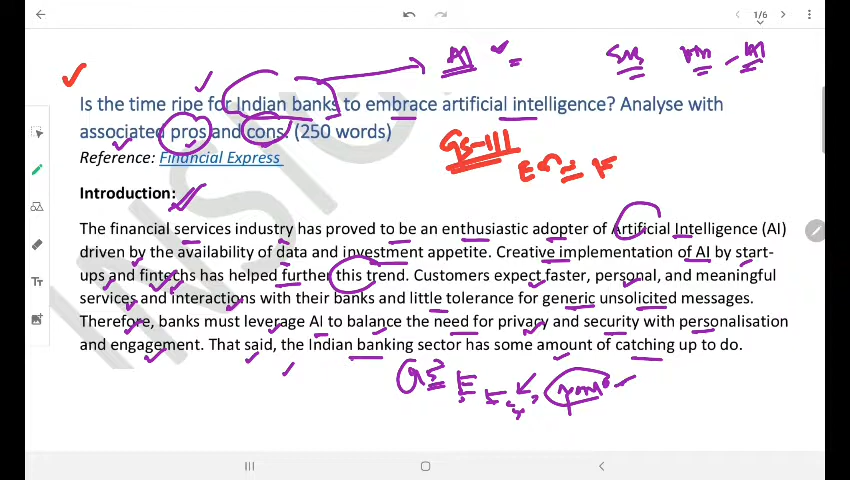 1/6
AI
Is the time ripe for Indian banks to embrace artificial intelligence? Analyse with
associated pros and cons. (250 words)
GS-III
Reference: Financial Express
Introduction:
The financial services industry has proved to be an enthusiastic adopter of Artificial Intelligence (AI)
driven by the availability of data and investment appetite. Creative implementation of AI by start-
ups and fintechs has helped further this trend. Customers expect faster, personal, and meaningful
services and interactions with their banks and little tolerance for generic unsolicited messages.
Therefore, banks must leverage AI to balance the need for privacy and security with personalisation
and engagement. That said, the Indian banking sector has some amount of catching up to do.